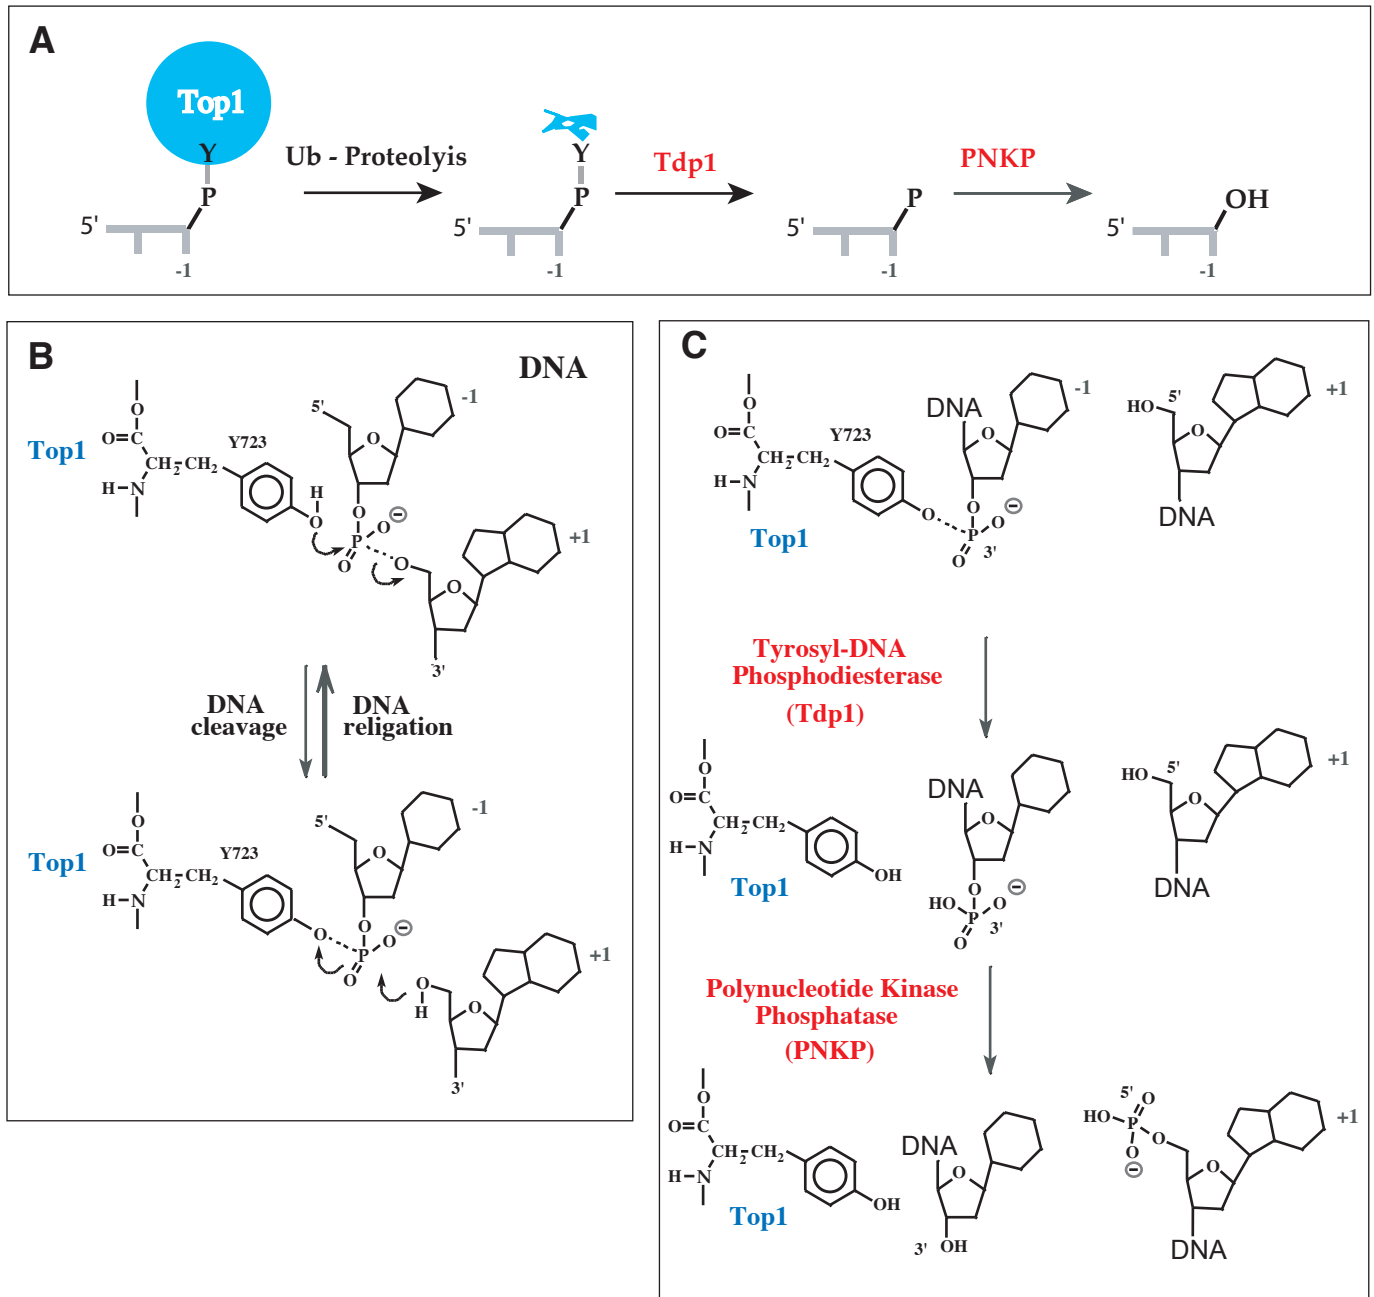 A
Top1
Y
P
5'
-1
Ub - Proteolyis
Y
P
5'
-1
Tdp1
P
5'
-1
PNKP
OH
5'
-1
B
DNA
Top1
O
O=C
CH2-CH2
H-N
Y723
H
O
5'
O
-1
O
O
P
O
O
O
+1
3'
DNA
cleavage
DNA
religation
Top1
O
O=C
CH2-CH2
H-N
Y723
O
5'
O
-1
O
O
P
O
O
H
O
+1
3'
C
O
O=C
CH2-CH2
H-N
Y723
Top1
O
DNA
O
-1
O
O
P
3'
O
HO
5'
O
+1
DNA
Tyrosyl-DNA
Phosphodiesterase
(Tdp1)
O
O=C
CH2-CH2
H-N
OH
Top1
DNA
O
O
HO
O
P
3'
O
HO
5'
O
+1
DNA
Polynucleotide Kinase
Phosphatase
(PNKP)
O
O=C
CH2-CH2
H-N
OH
Top1
DNA
O
3'
OH
5'
O
HO
P
O
O
O
+1
DNA